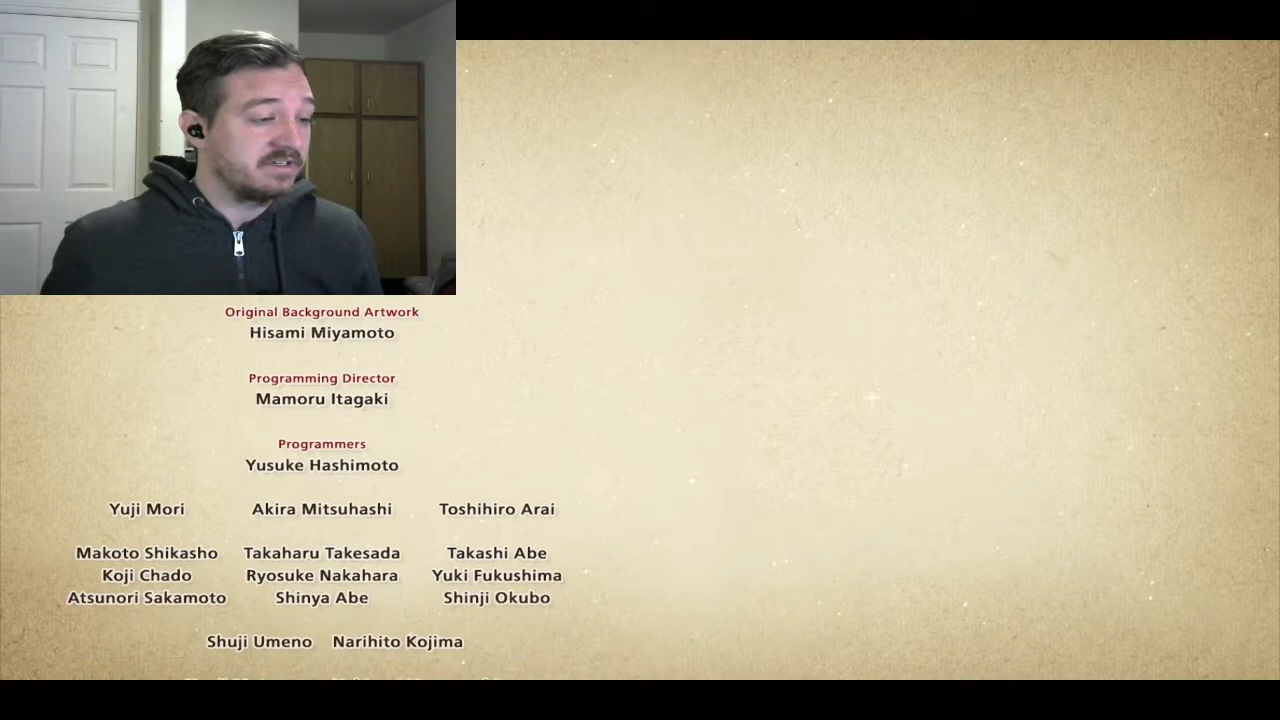 Original Background Artwork
Hisami Miyamoto
Programming Director
Mamoru Itagaki
Programmers
Yusuke Hashimoto
Yuji Mori Akira Mitsuhashi Toshihiro Arai
Makoto Shikasho Takaharu Takesada Takashi Abe
Koji Chado Ryosuke Nakahara Yuki Fukushima
Atsunori Sakamoto Shinya Abe Shinji Okubo
Shuji Umeno Narihito Kojima